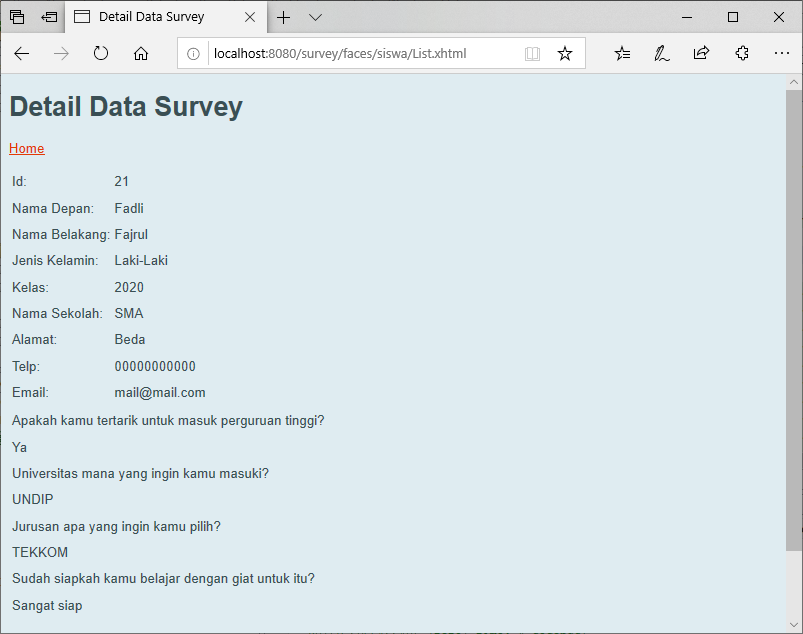 Detail Data Survey
localhost:8080/survey/faces/siswa/List.xhtml
Detail Data Survey
Home
Id: 21
Nama Depan: Fadli
Nama Belakang: Fajrul
Jenis Kelamin: Laki-Laki
Kelas: 2020
Nama Sekolah: SMA
Alamat: Beda
Telp: 00000000000
Email: mail@mail.com
Apakah kamu tertarik untuk masuk perguruan tinggi?
Ya
Universitas mana yang ingin kamu masuki?
UNDIP
Jurusan apa yang ingin kamu pilih?
TEKKOM
Sudah siapkah kamu belajar dengan giat untuk itu?
Sangat siap